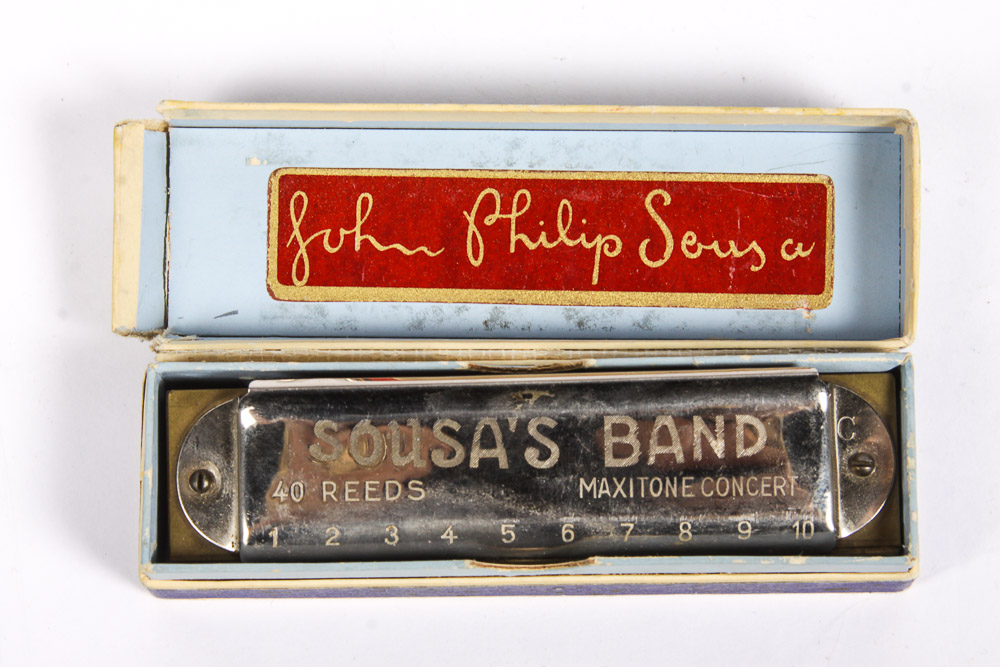 John Philip Sousa
SOUSA'S BAND
C
40 REEDS MAXITONE CONCERT
1 2 3 4 5 6 7 8 9 10